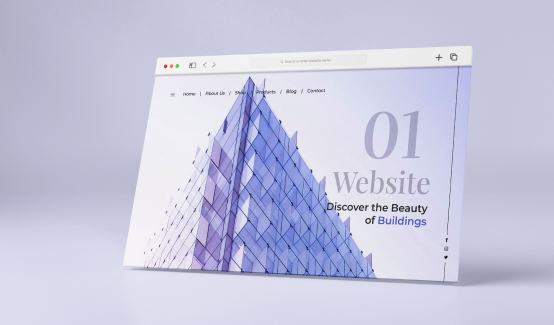 Search or enter website name
Home | About Us / Shop / Products / Blog / Contact
01
Website
Discover the Beauty
of Buildings